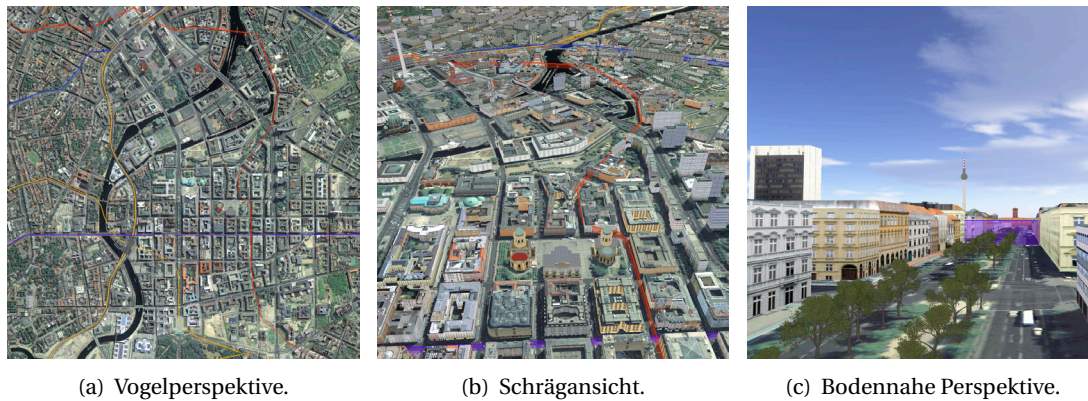 (a) Vogelperspektive.
(b) Schrägansicht.
(c) Bodennahe Perspektive.